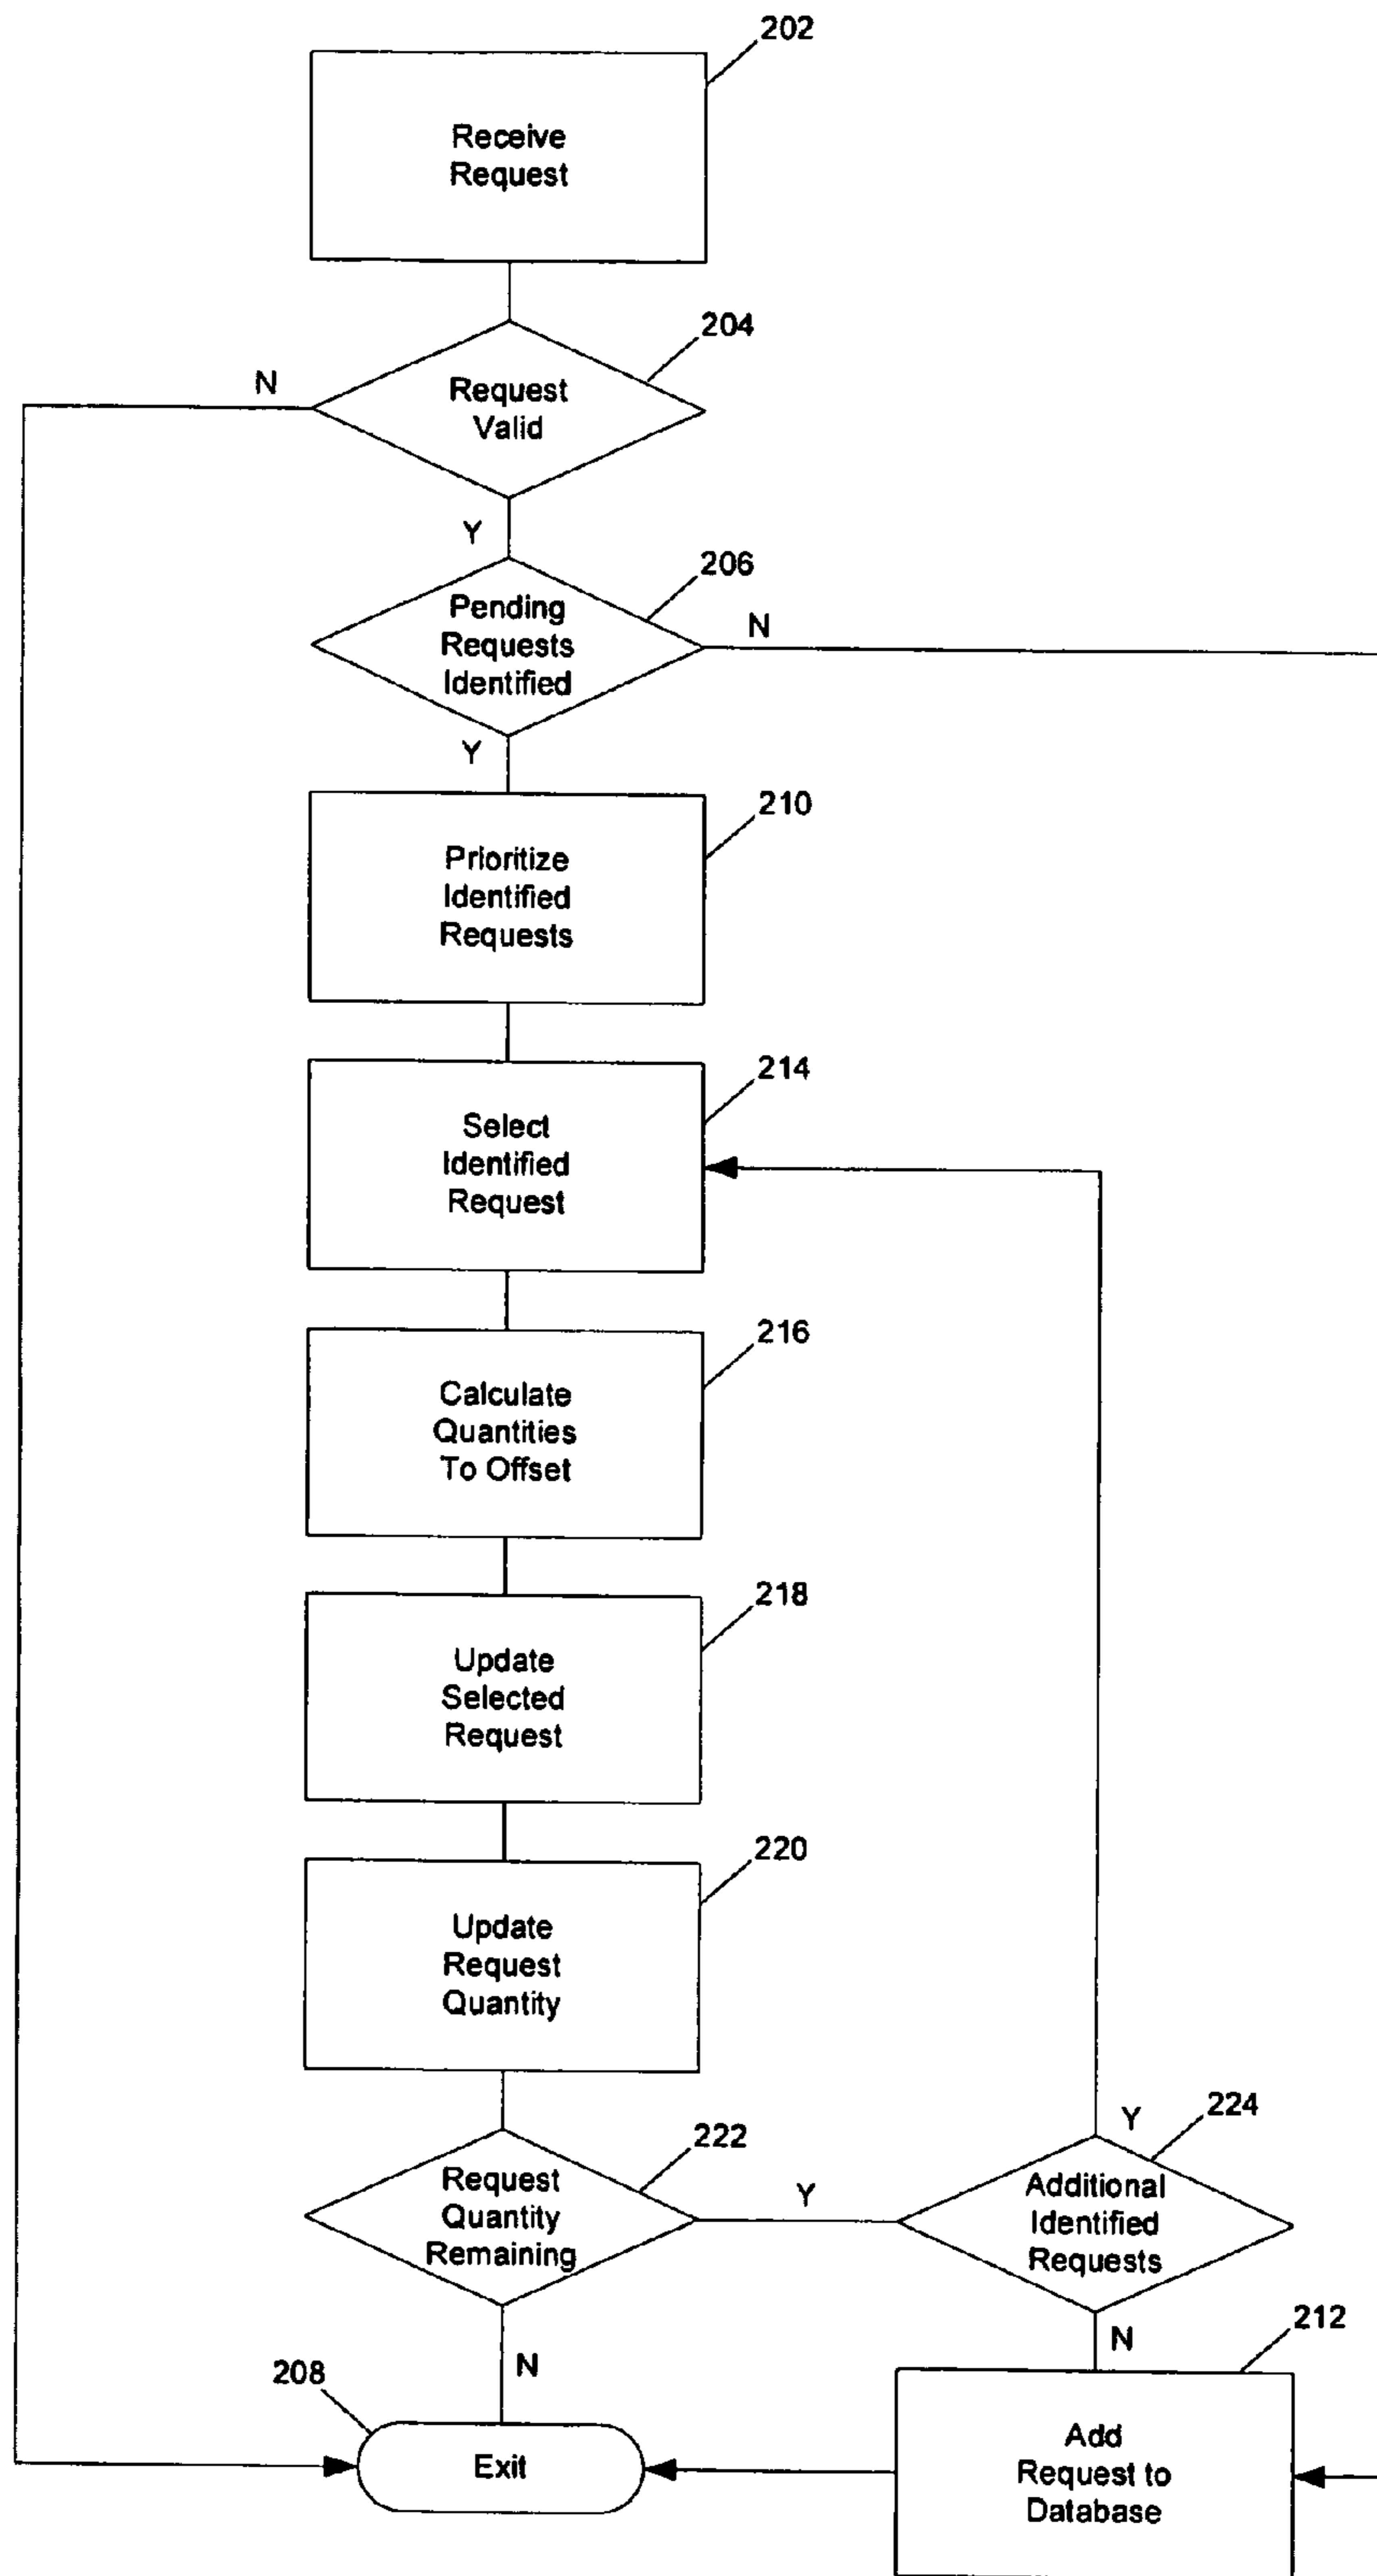 202
Receive
Request
204
N
Request
Valid
Y
206
Pending
Requests
Identified
N
Y
210
Prioritize
Identified
Requests
214
Select
Identified
Request
216
Calculate
Quantities
To Offset
218
Update
Selected
Request
220
Update
Request
Quantity
222
Request
Quantity
Remaining
Y
Y
224
Additional
Identified
Requests
N
212
N
208
Exit
Add
Request to
Database